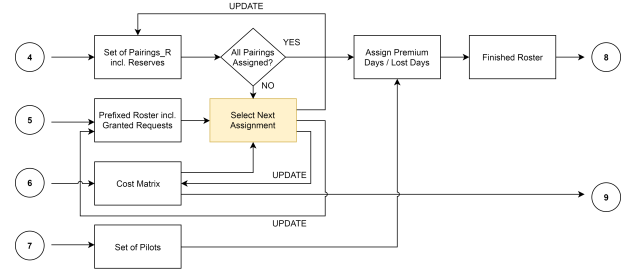 UPDATE
4
Set of Pairings_R
incl. Reserves
All Pairings
Assigned?
YES
Assign Premium
Days / Lost Days
Finished Roster
8
NO
5
Prefixed Roster incl.
Granted Requests
Select Next
Assignment
6
Cost Matrix
UPDATE
9
UPDATE
7
Set of Pilots